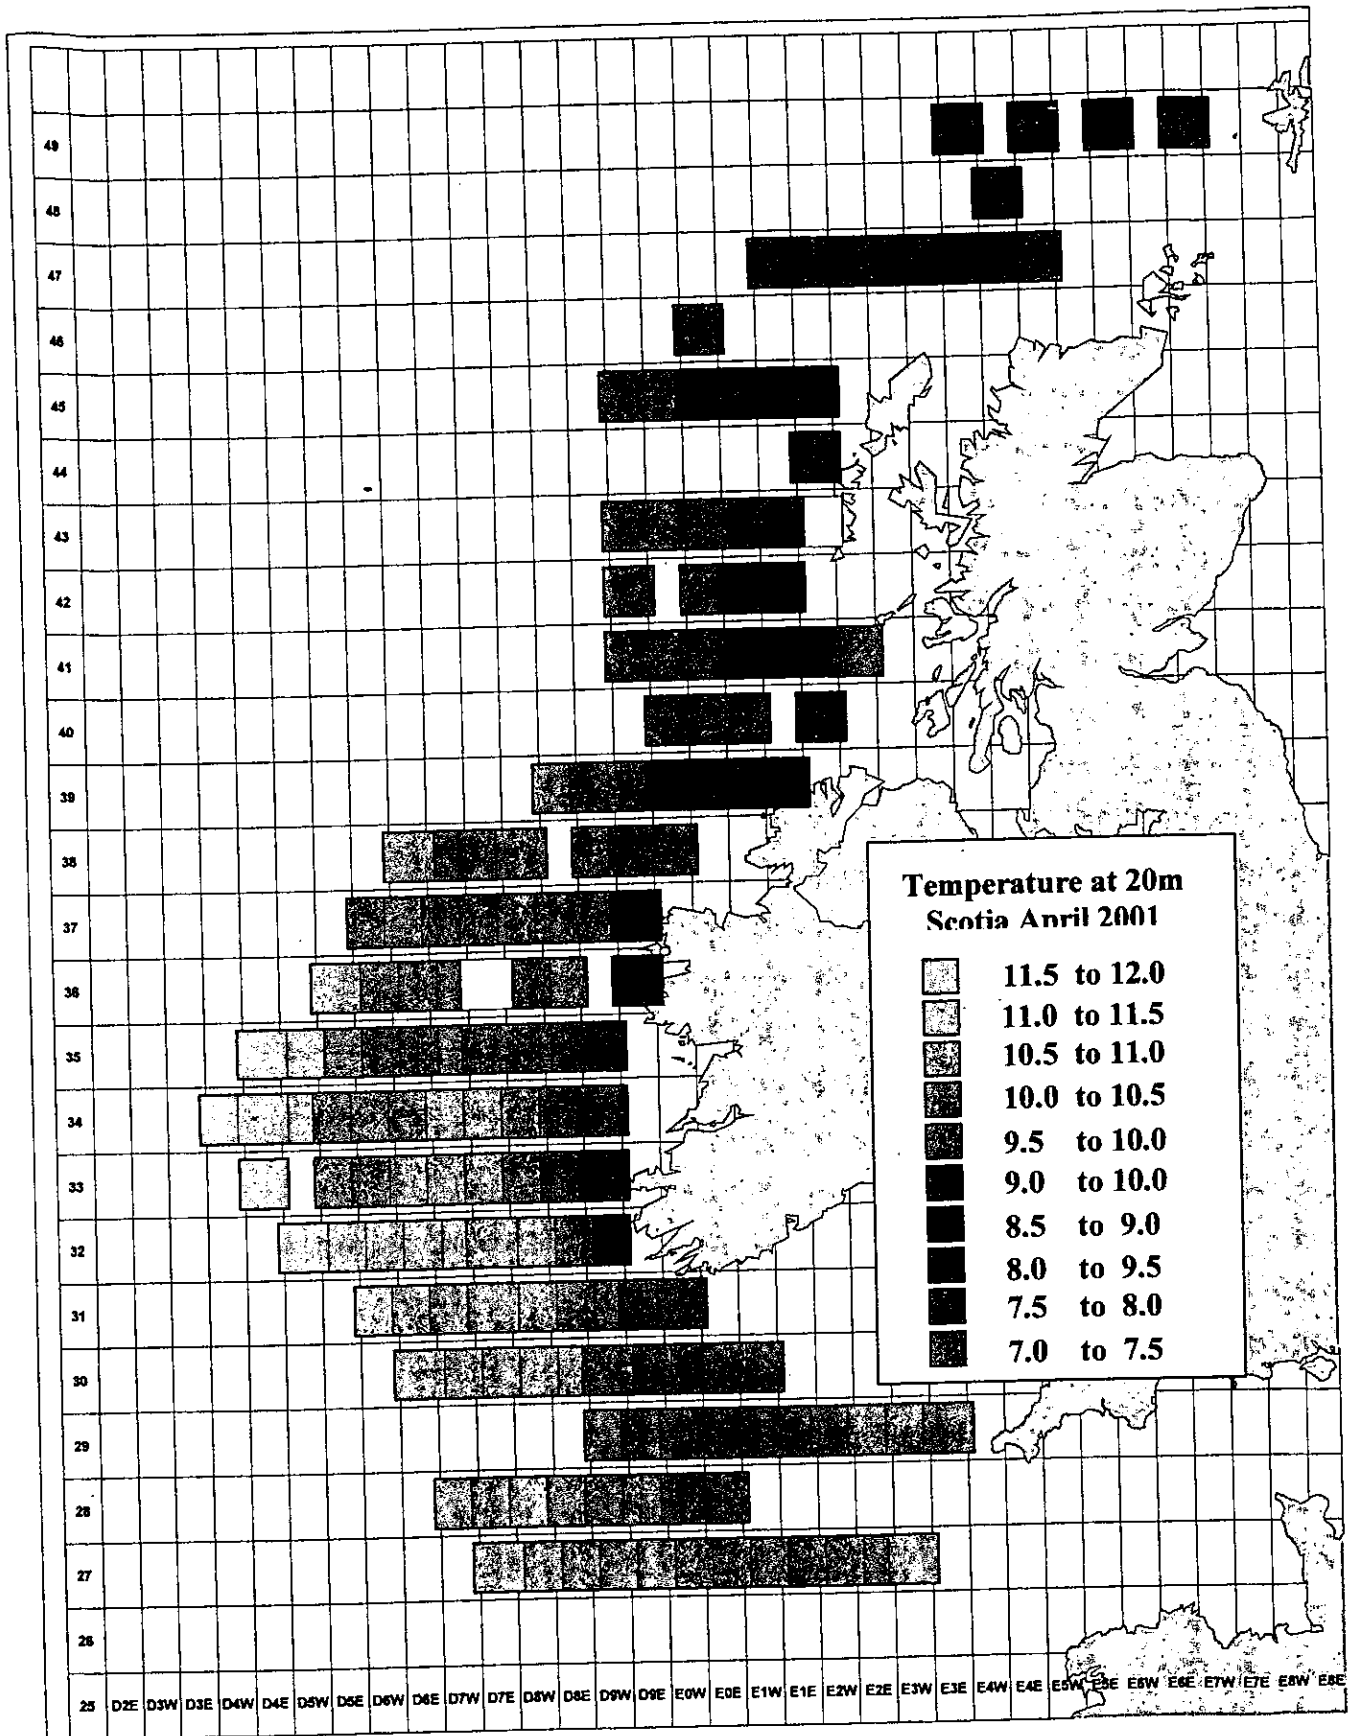 49
48
47
46
45
44
43
42
41
40
39
38
37
36
35
34
33
32
31
30
29
28
27
26
25 D2E D3W D3E D4W D4E D5W D5E D6W D6E D7W D7E D8W D8E D9W D9E E0W E0E E1W E1E E2W E2E E3W E3E E4W E4E E5W E5E E6W E6E E7W E7E E8W E8E
Temperature at 20m
Scotia April 2001
11.5 to 12.0
11.0 to 11.5
10.5 to 11.0
10.0 to 10.5
9.5 to 10.0
9.0 to 10.0
8.5 to 9.0
8.0 to 9.5
7.5 to 8.0
7.0 to 7.5